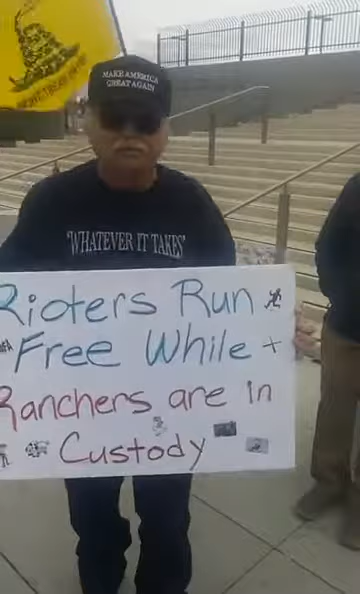 MAKE AMERICA
GREAT AGAIN
"WHATEVER IT TAKES"
Rioters Run
Free While
Ranchers are in
Custody